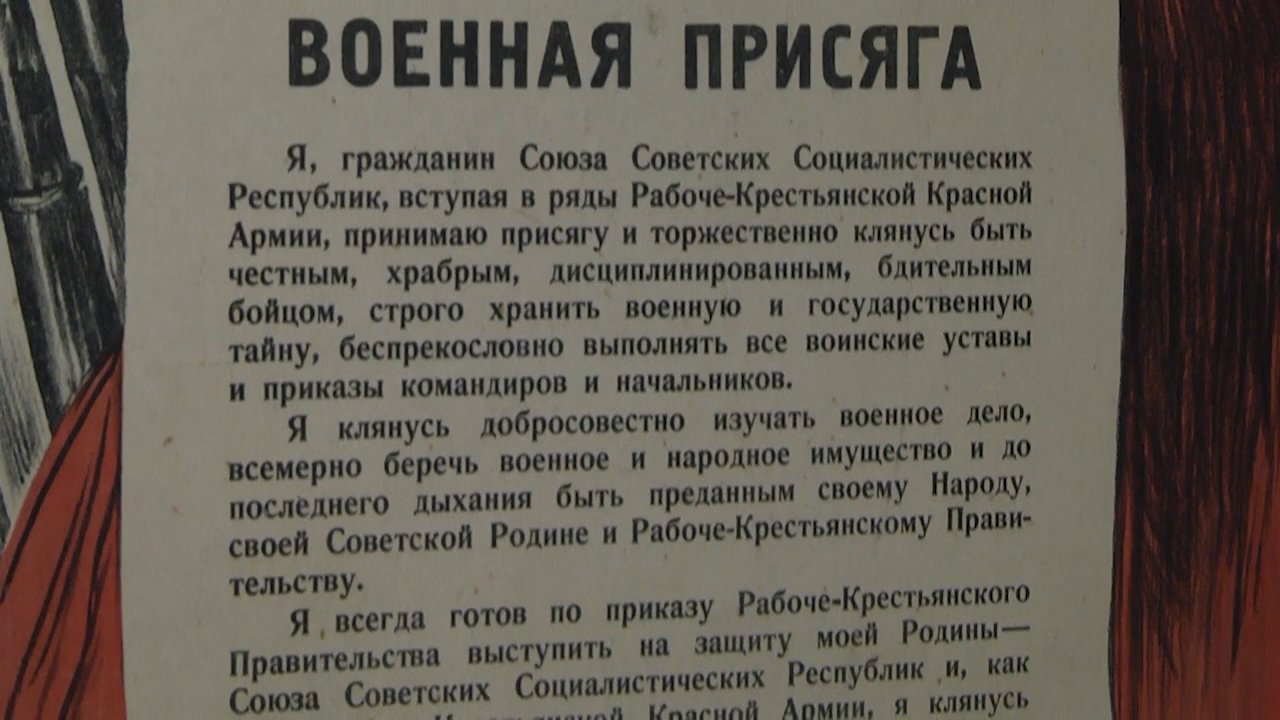 ВОЕННАЯ ПРИСЯГА
Я, гражданин Союза Советских Социалистических
Республик, вступая в ряды Рабоче-Крестьянской Красной
Армии, принимаю присягу и торжественно клянусь быть
честным, храбрым, дисциплинированным, бдительным
бойцом, строго хранить военную и государственную
тайну, беспрекословно выполнять все воинские уставы
и приказы командиров и начальников.
Я клянусь добросовестно изучать военное дело,
всемерно беречь военное и народное имущество и до
последнего дыхания быть преданным своему Народу,
своей Советской Родине и Рабоче-Крестьянскому Прави-
тельству.
Я всегда готов по приказу Рабоче-Крестьянского
Правительства выступить на защиту моей Родины—
Союза Советских Социалистических Республик и, как
Красной Армии, я клянусь